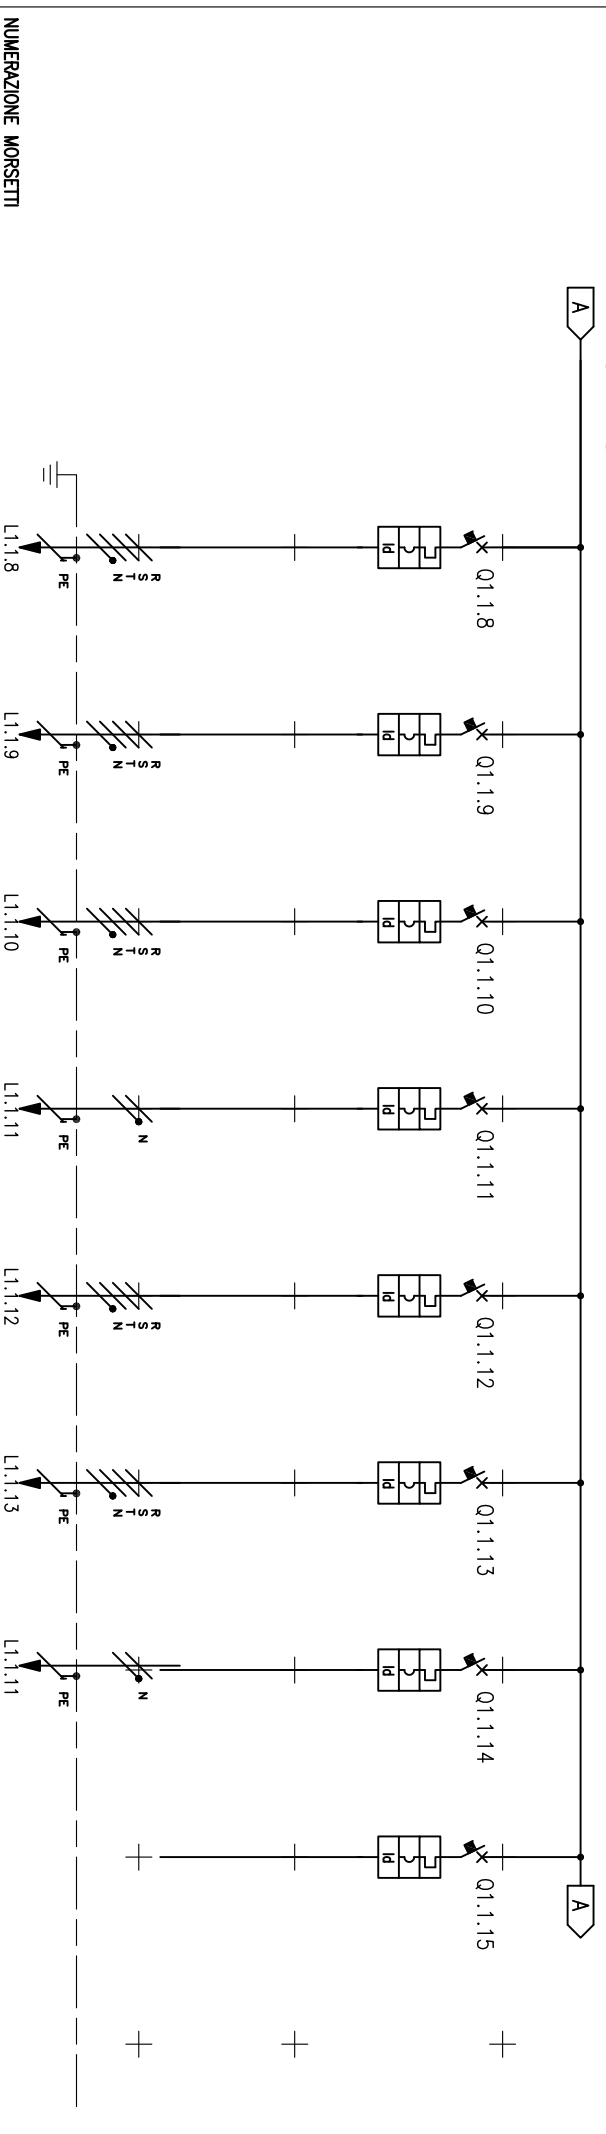 A
A
Q1.1.8
Q1.1.9
Q1.1.10
Q1.1.11
Q1.1.12
Q1.1.13
Q1.1.14
Q1.1.15
Id
Id
Id
Id
Id
Id
Id
Id
R S T N
R S T N
R S T N
N
R S T N
R S T N
N
PE
PE
PE
PE
PE
PE
PE
NUMERAZIONE MORSETTI
L1.1.8
L1.1.9
L1.1.10
L1.1.11
L1.1.12
L1.1.13
L1.1.11